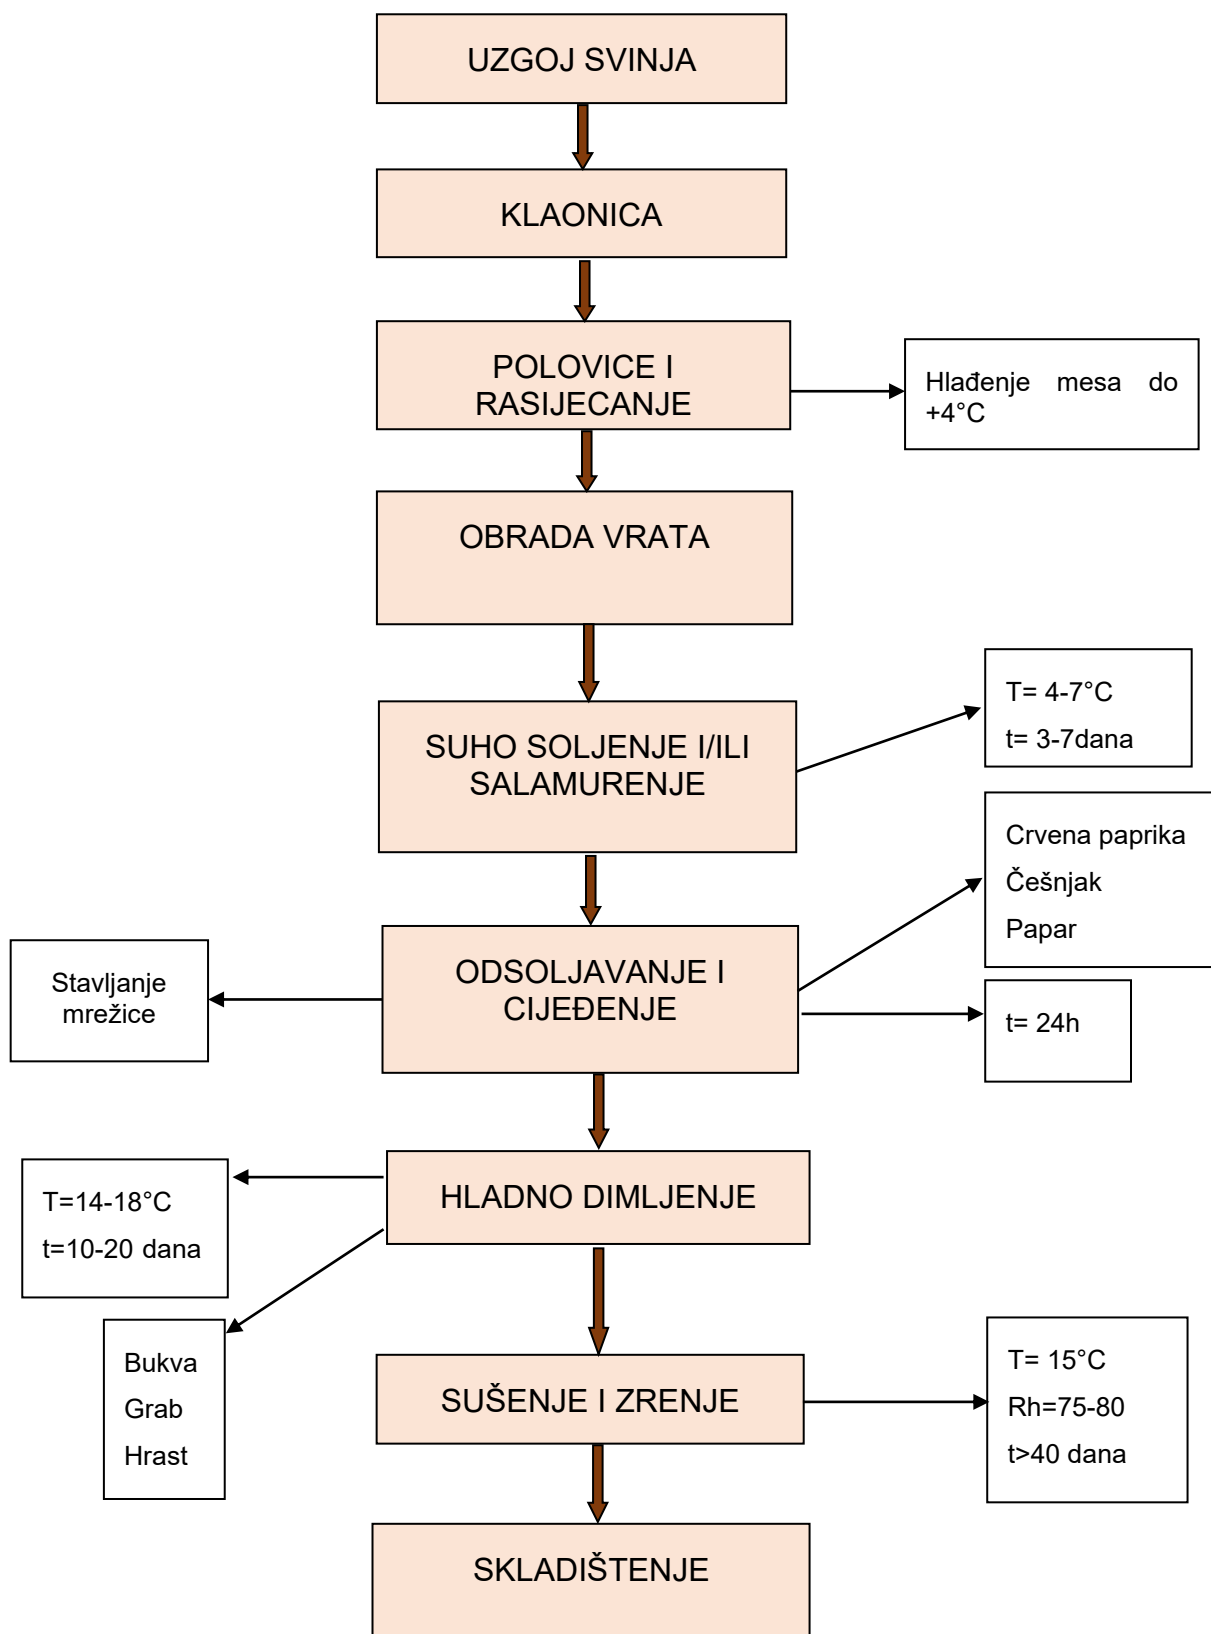 UZGOJ SVINJA
KLAONICA
POLOVICE I
RASIJECANJE
Hlađenje mesa do
+4°C
OBRADA VRATA
SUHO SOLJENJE I/ILI
SALAMURENJE
T= 4-7°C
t= 3-7dana
Crvena paprika
Češnjak
Papar
ODSOLJAVANJE I
CIJEĐENJE
Stavljanje
mrežice
t= 24h
HLADNO DIMLJENJE
T=14-18°C
t=10-20 dana
Bukva
Grab
Hrast
SUŠENJE I ZRENJE
T= 15°C
Rh=75-80
t>40 dana
SKLADIŠTENJE